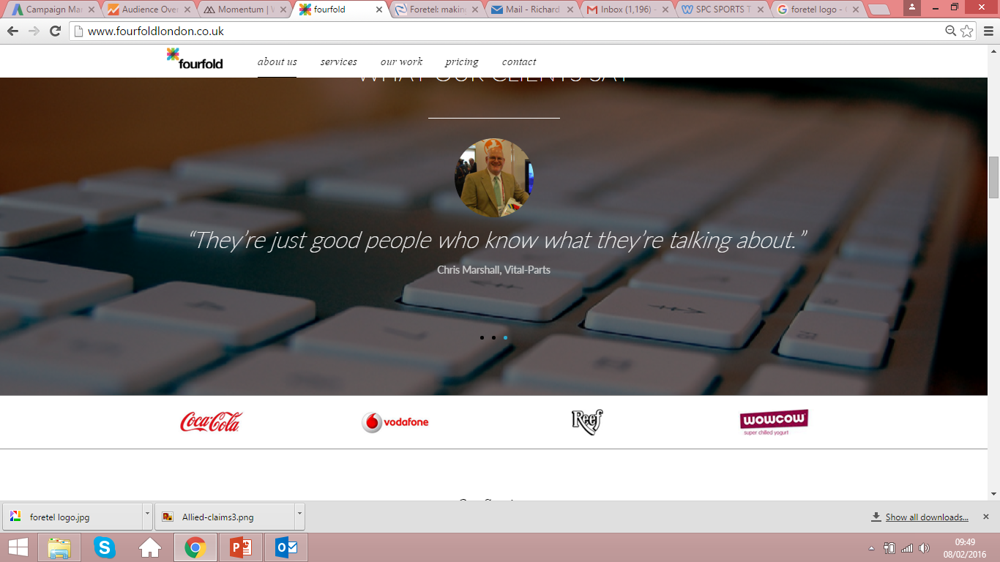 Campaign Ma
Audience Over
Momentum | V
fourfold
Foretel: makin
Mail - Richard
Inbox (1,196) -
SPC SPORTS T
foretel logo -
www.fourfoldlondon.co.uk
fourfold
about us
services
our work
pricing
contact
WHAT OUR CLIENTS SAY
“They’re just good people who know what they’re talking about.”
Chris Marshall, Vital-Parts
Coca-Cola
vodafone
Reef
wowcow
super chilled yogurt
foretel logo.jpg
Allied-claims3.png
Show all downloads...
09:49
08/02/2016